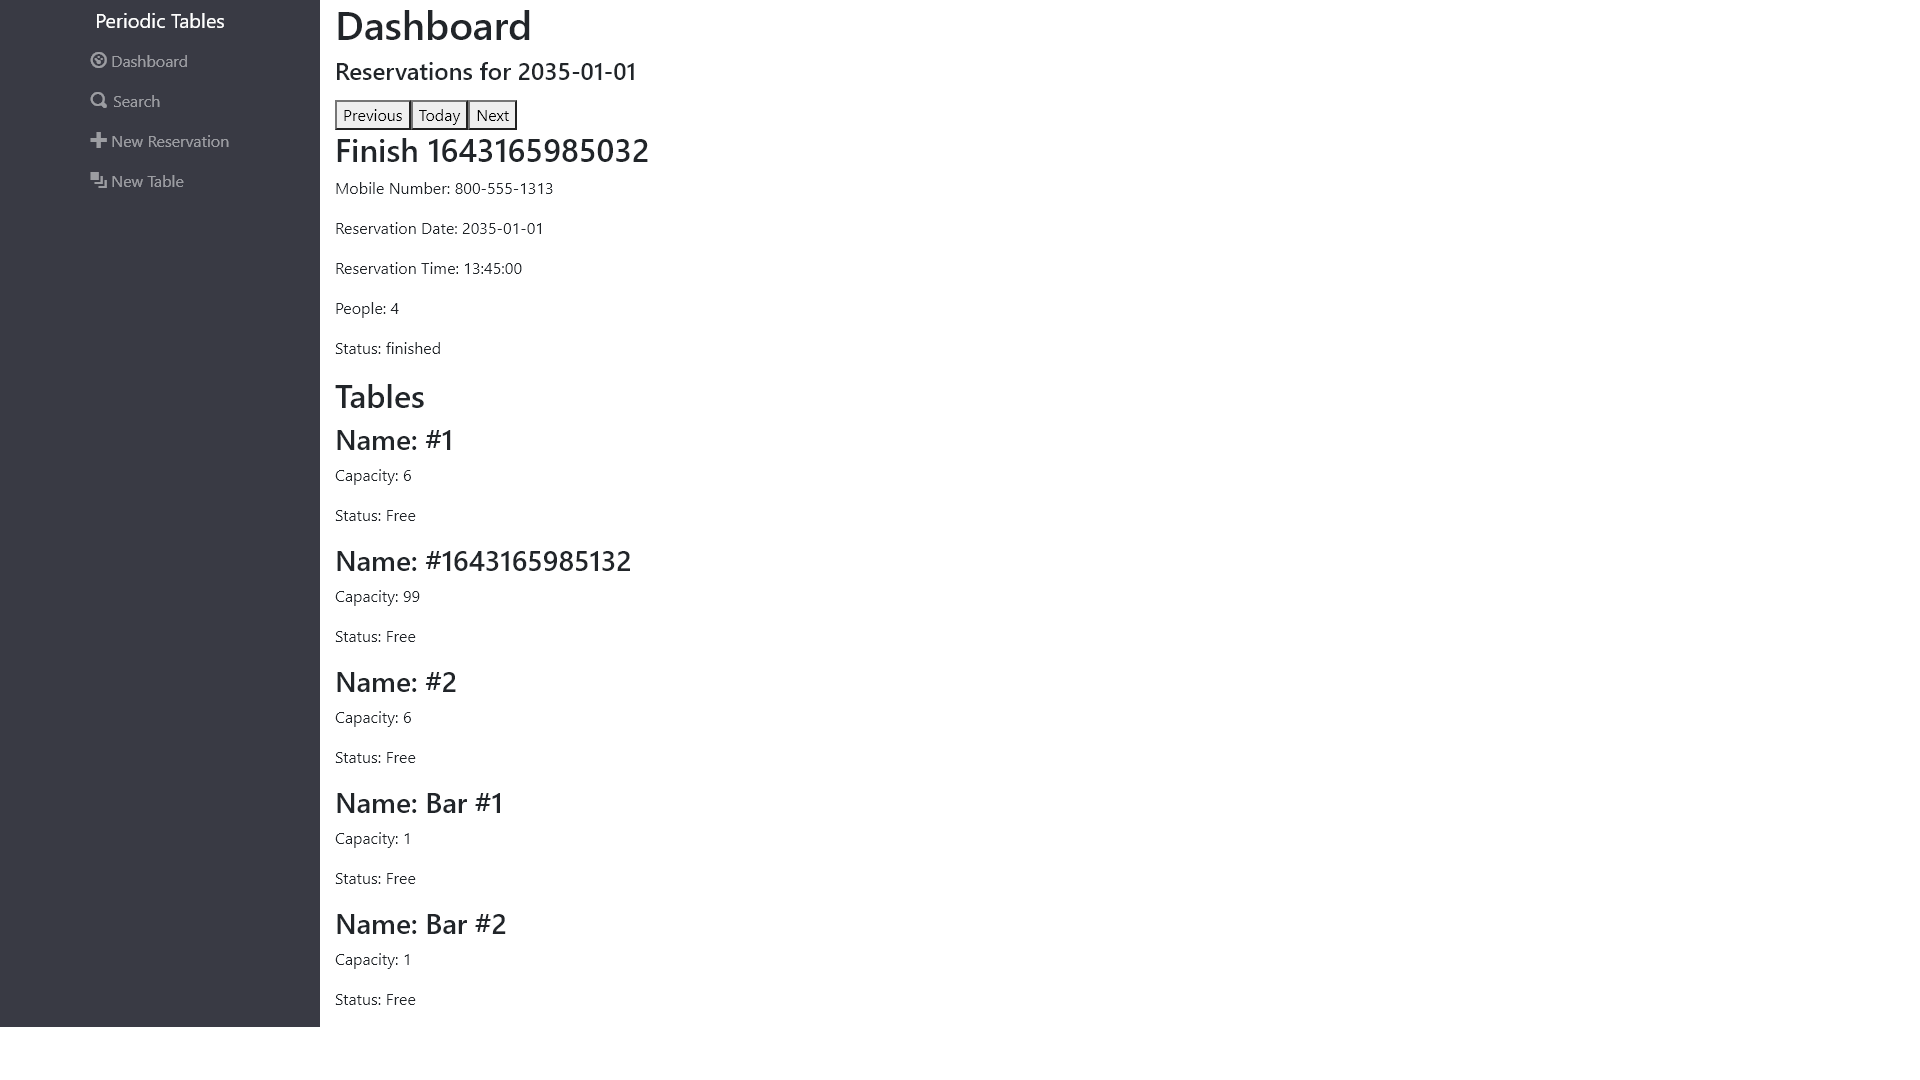 Periodic Tables
Dashboard
Search
New Reservation
New Table
Dashboard
Reservations for 2035-01-01
Previous Today Next
Finish 1643165985032
Mobile Number: 800-555-1313
Reservation Date: 2035-01-01
Reservation Time: 13:45:00
People: 4
Status: finished
Tables
Name: #1
Capacity: 6
Status: Free
Name: #1643165985132
Capacity: 99
Status: Free
Name: #2
Capacity: 6
Status: Free
Name: Bar #1
Capacity: 1
Status: Free
Name: Bar #2
Capacity: 1
Status: Free